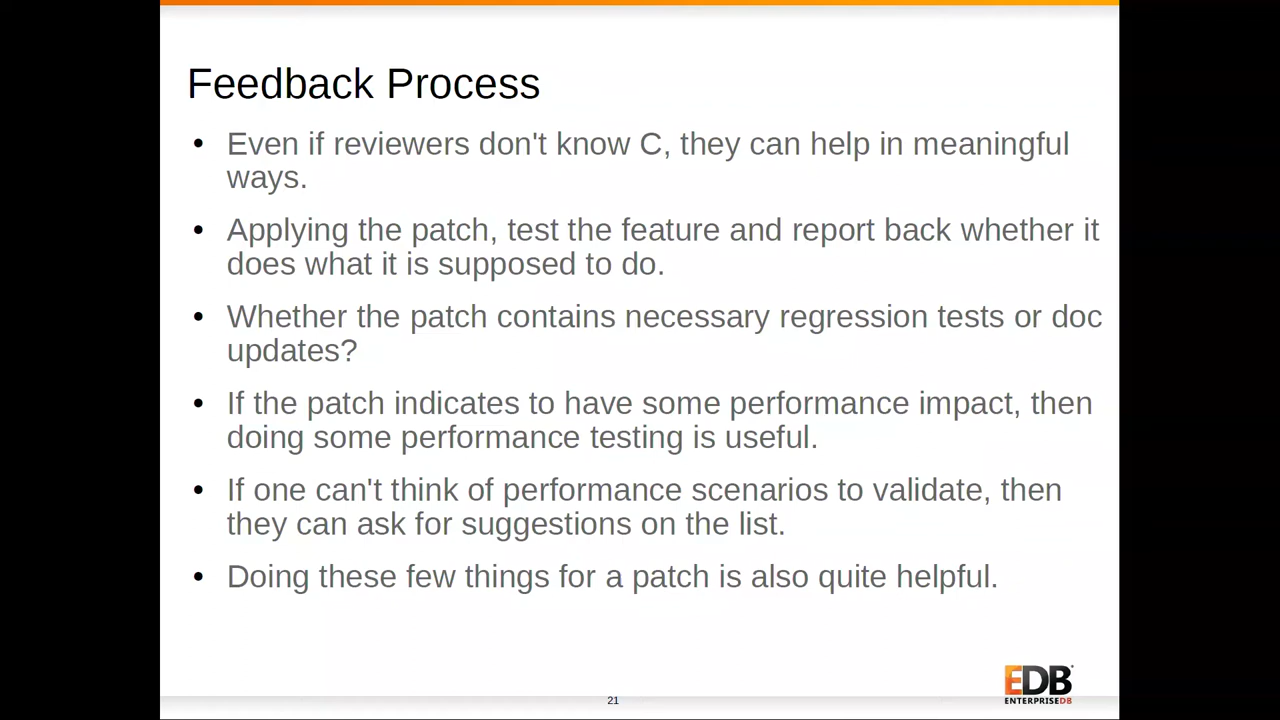 Feedback Process
• Even if reviewers don't know C, they can help in meaningful
ways.
• Applying the patch, test the feature and report back whether it
does what it is supposed to do.
• Whether the patch contains necessary regression tests or doc
updates?
• If the patch indicates to have some performance impact, then
doing some performance testing is useful.
• If one can't think of performance scenarios to validate, then
they can ask for suggestions on the list.
• Doing these few things for a patch is also quite helpful.
EDB
ENTERPRISEDB
21